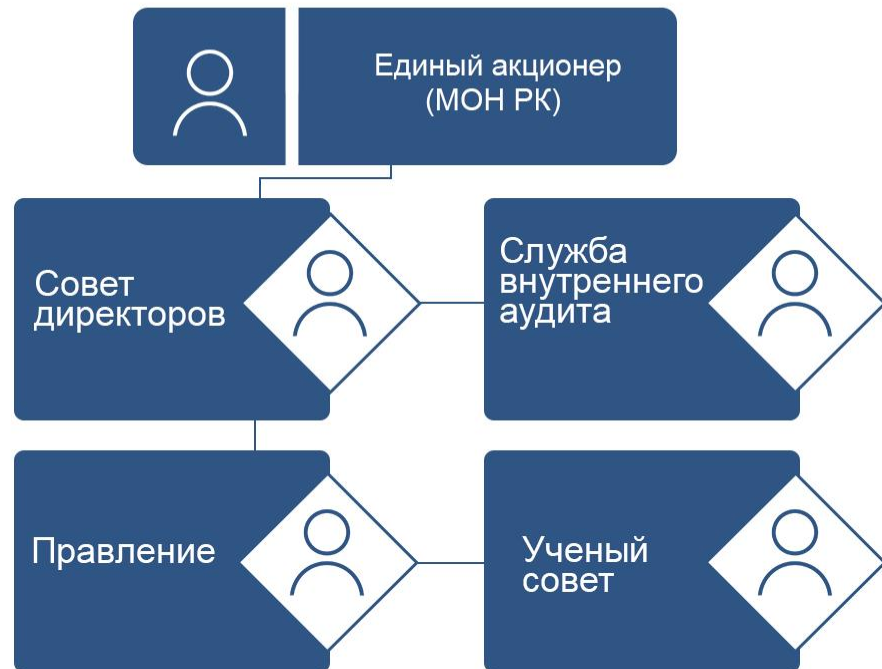 Единый акционер
(МОН РК)
Совет
директоров
Служба
внутреннего
аудита
Правление
Ученый
совет